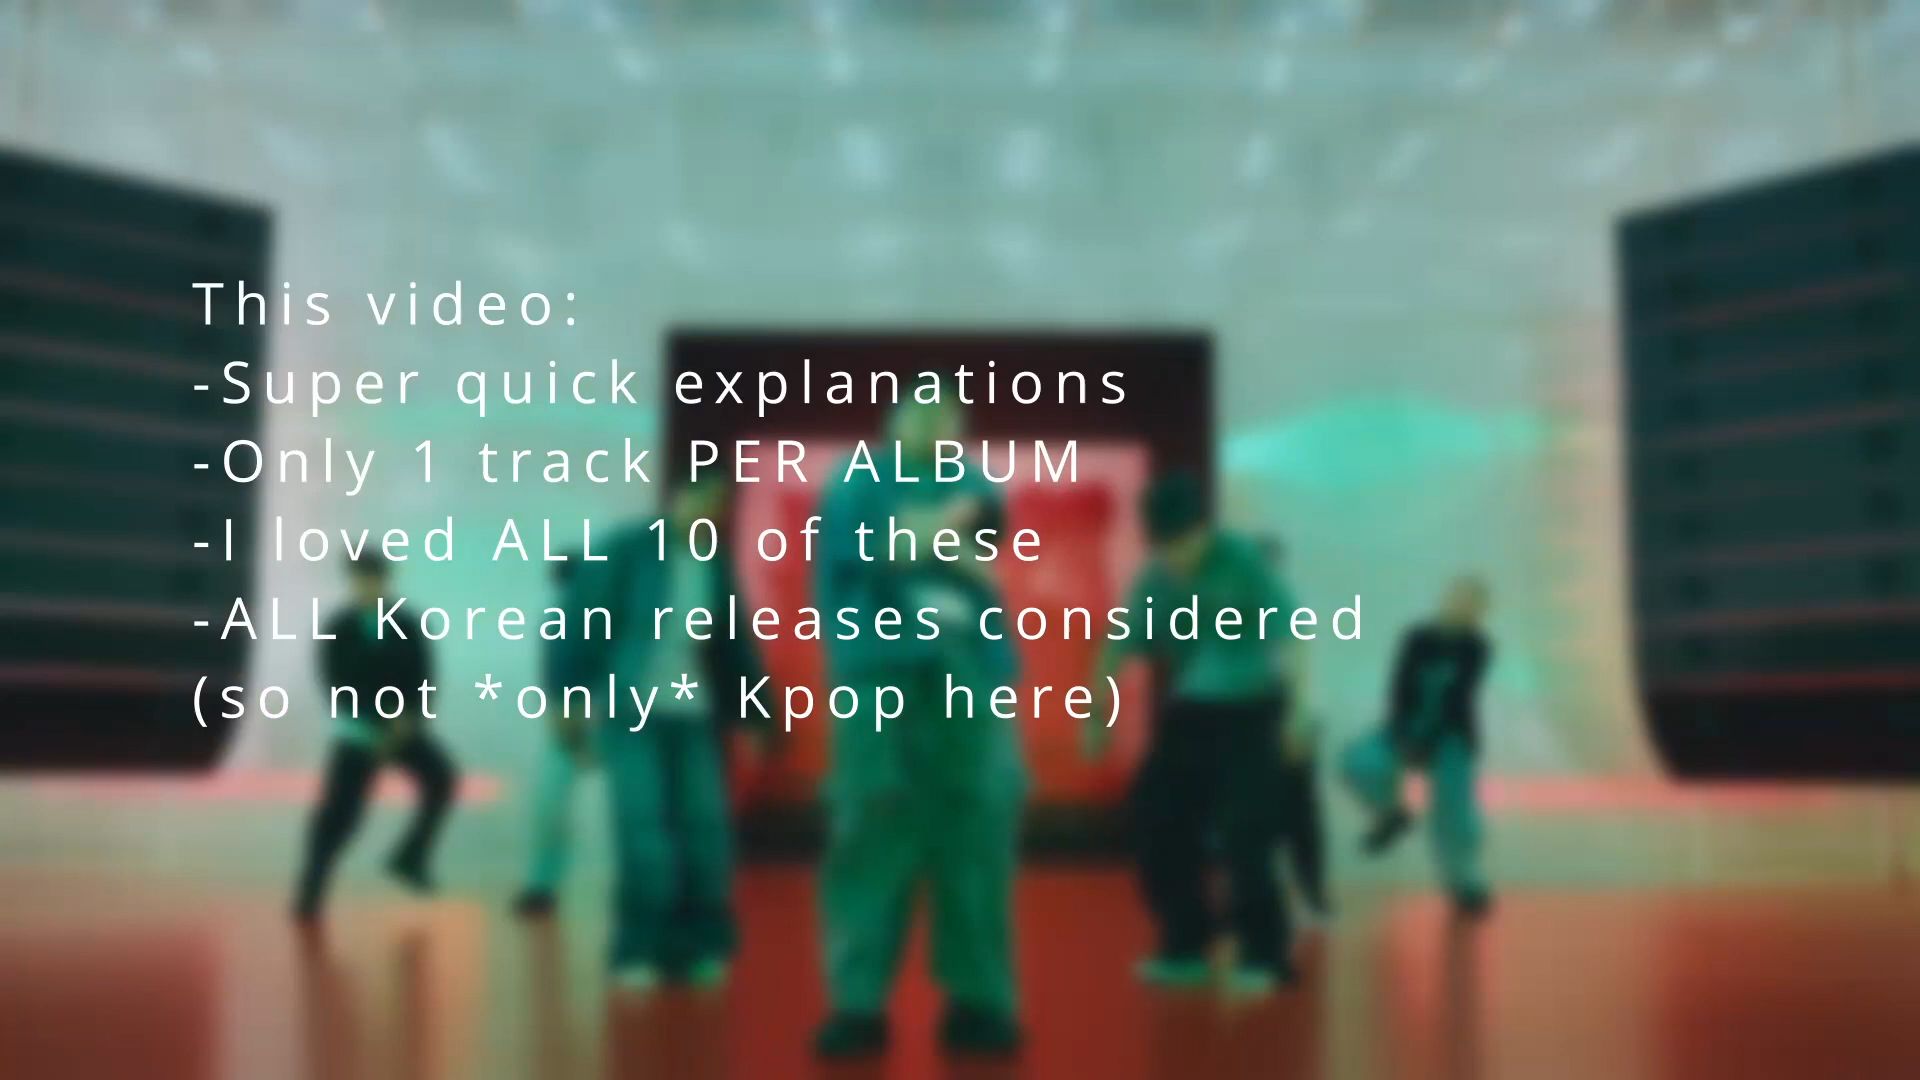 This video:
-Super quick explanations
-Only 1 track PER ALBUM
-I loved ALL 10 of these
-ALL Korean releases considered
(so not *only* Kpop here)